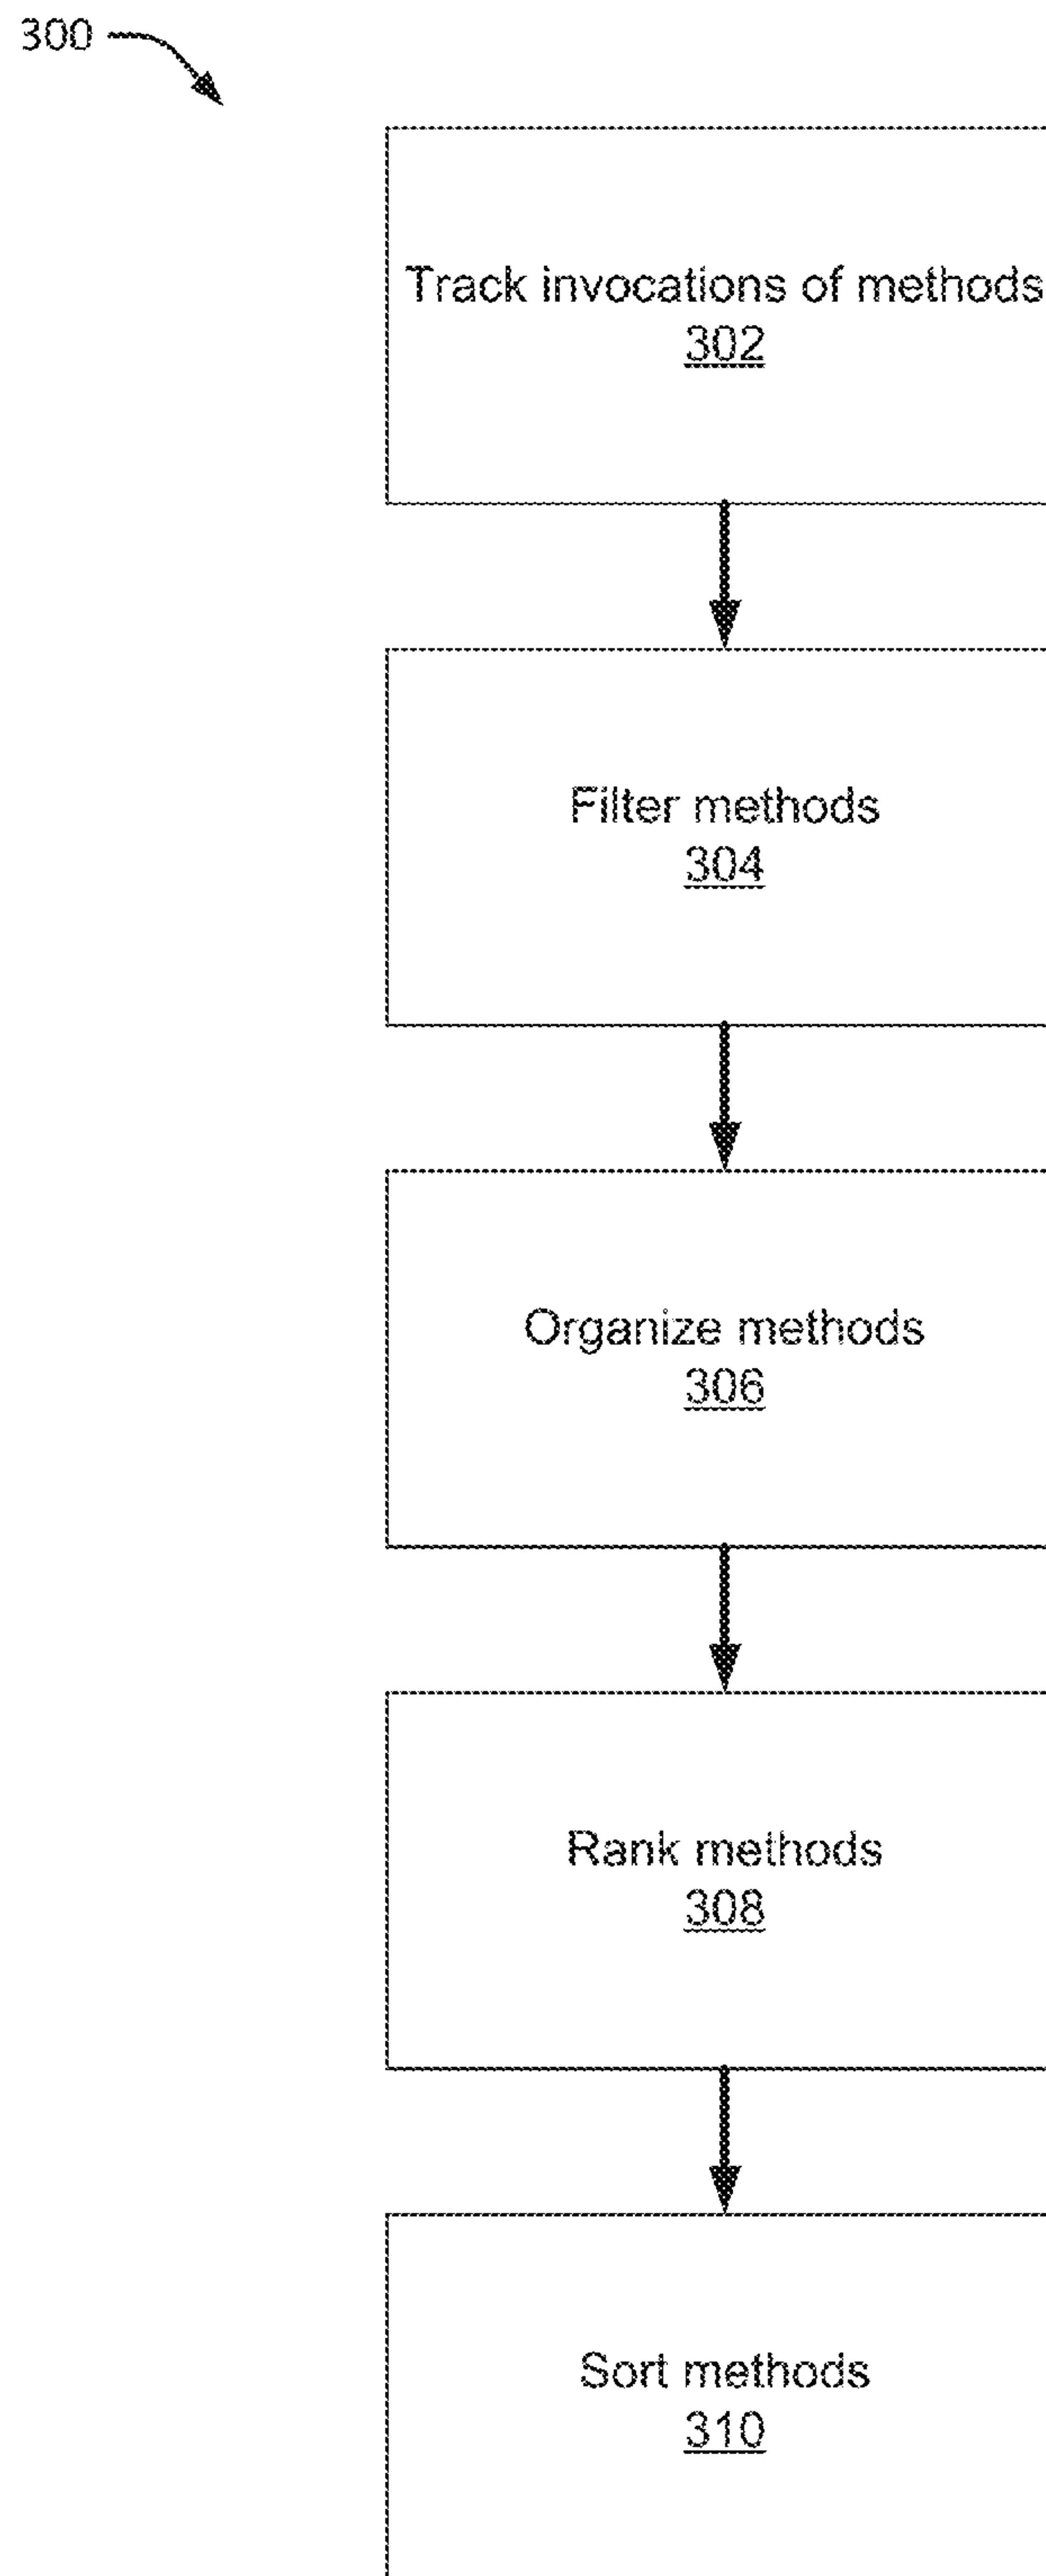 300
Track invocations of methods
302
Filter methods
304
Organize methods
306
Rank methods
308
Sort methods
310